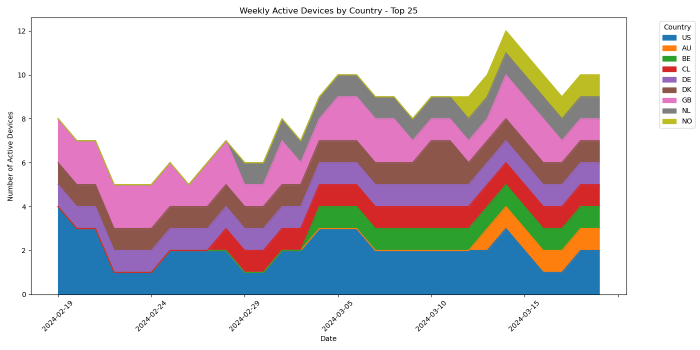 Weekly Active Devices by Country - Top 25
Number of Active Devices
12
10
8
6
4
2
0
2024-02-19
2024-02-24
2024-02-29
2024-03-05
2024-03-10
2024-03-15
Date
Country
US
AU
BE
CL
DE
DK
GB
NL
NO